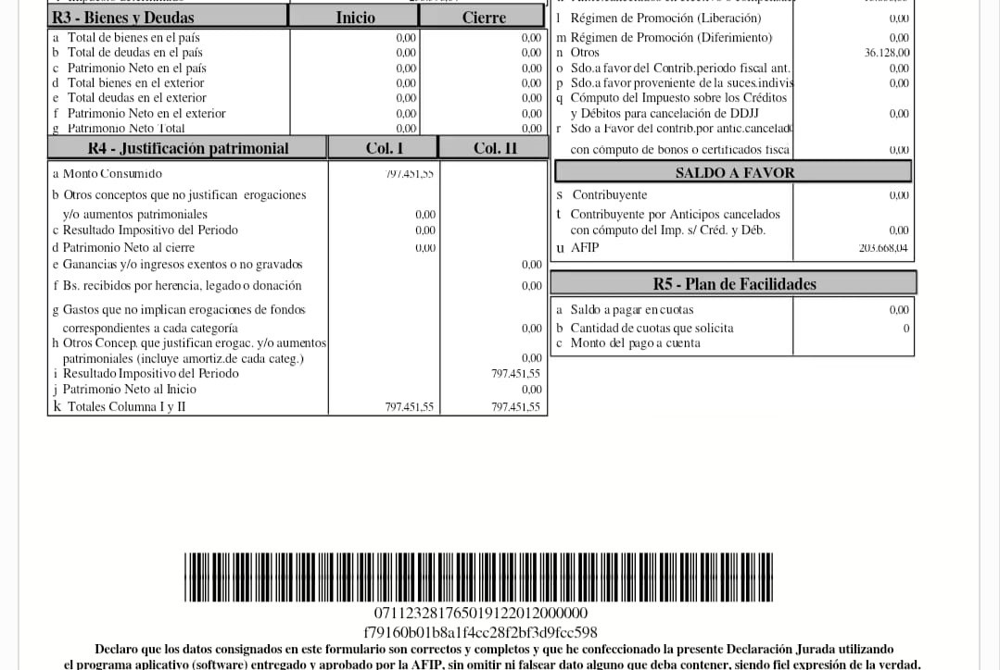 R3 - Bienes y Deudas Inicio Cierre
a Total de bienes en el país 0,00 0,00
b Total de deudas en el país 0,00 0,00
c Patrimonio Neto en el país 0,00 0,00
d Total bienes en el exterior 0,00 0,00
e Total deudas en el exterior 0,00 0,00
f Patrimonio Neto en el exterior 0,00 0,00
g Patrimonio Neto Total 0,00 0,00
R4 - Justificación patrimonial Col. I Col. II
a Monto Consumido 797.451,55
b Otros conceptos que no justifican erogaciones
y/o aumentos patrimoniales 0,00
c Resultado Impositivo del Periodo 0,00
d Patrimonio Neto al cierre 0,00
e Ganancias y/o ingresos exentos o no gravados 0,00
f Bs. recibidos por herencia, legado o donación 0,00
g Gastos que no implican erogaciones de fondos
correspondientes a cada categoría 0,00
h Otros Concep. que justifican erogac. y/o aumentos
patrimoniales (incluye amortiz.de cada categ.) 0,00
i Resultado Impositivo del Periodo 797.451,55
j Patrimonio Neto al Inicio 0,00
k Totales Columna I y II 797.451,55 797.451,55
l Régimen de Promoción (Liberación) 0,00
m Régimen de Promoción (Diferimiento) 0,00
n Otros 36.128,00
o Sdo.a favor del Contrib.periodo fiscal ant. 0,00
p Sdo.a favor proveniente de la suces.indivis 0,00
q Cómputo del Impuesto sobre los Créditos
y Débitos para cancelación de DDJJ 0,00
r Sdo a Favor del contrib.por antic.cancelado
con cómputo de bonos o certificados fisca 0,00
SALDO A FAVOR
s Contribuyente 0,00
t Contribuyente por Anticipos cancelados
con cómputo del Imp. s/ Créd. y Déb. 0,00
u AFIP 203.668,04
R5 - Plan de Facilidades
a Saldo a pagar en cuotas 0,00
b Cantidad de cuotas que solicita 0
c Monto del pago a cuenta
071123281765019122012000000
f79160b01b8a1f4cc28f2bf3d9fcc598
Declaro que los datos consignados en este formulario son correctos y completos y que he confeccionado la presente Declaración Jurada utilizando
el programa aplicativo (software) entregado y aprobado por la AFIP, sin omitir ni falsear dato alguno que deba contener, siendo fiel expresión de la verdad.